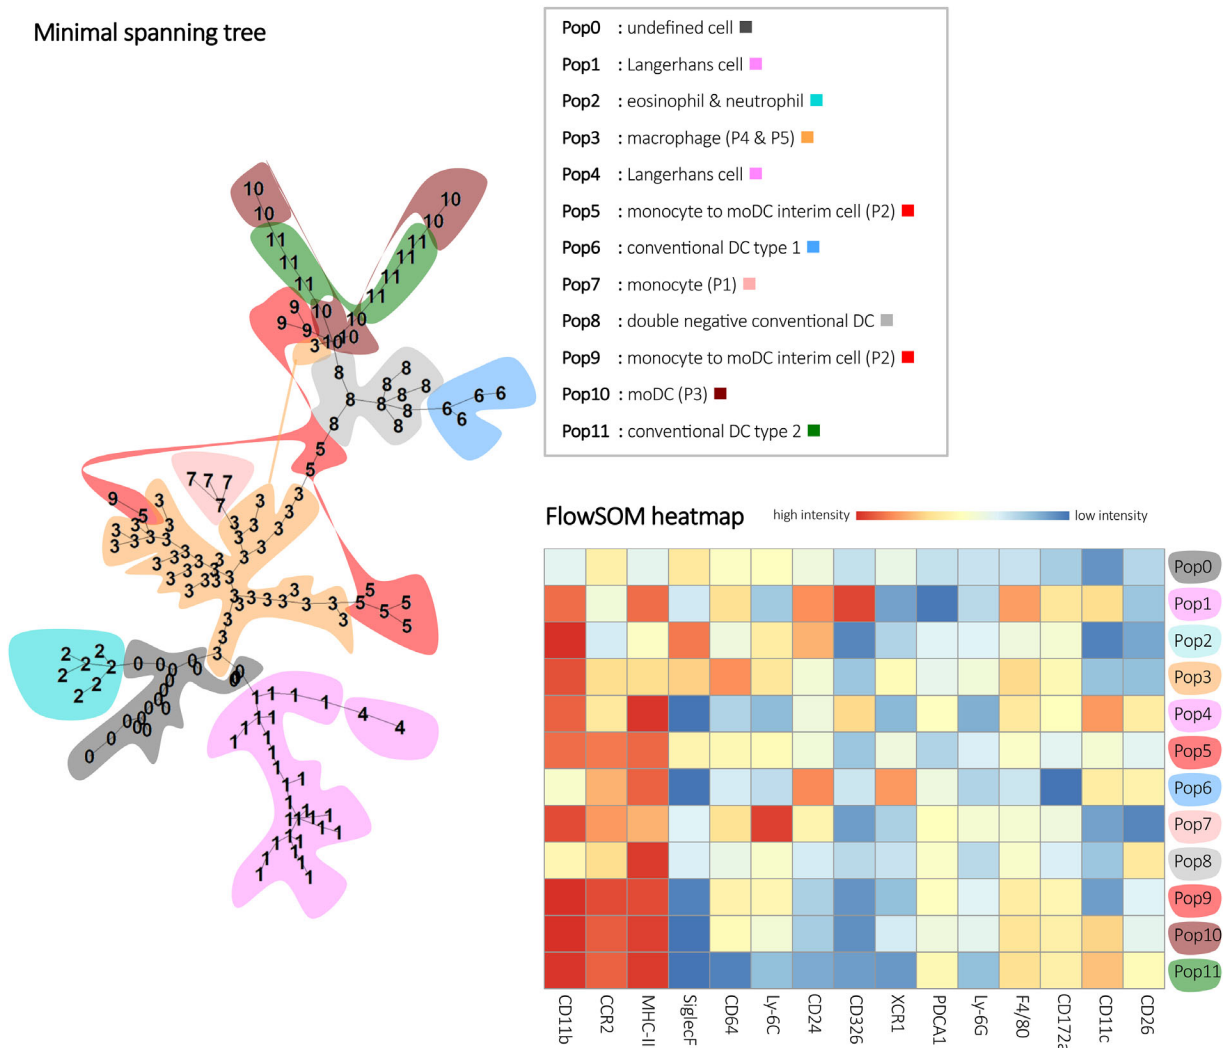 Minimal spanning tree
Pop0 : undefined cell
Pop1 : Langerhans cell
Pop2 : eosinophil & neutrophil
Pop3 : macrophage (P4 & P5)
Pop4 : Langerhans cell
Pop5 : monocyte to moDC interim cell (P2)
Pop6 : conventional DC type 1
Pop7 : monocyte (P1)
Pop8 : double negative conventional DC
Pop9 : monocyte to moDC interim cell (P2)
Pop10 : moDC (P3)
Pop11 : conventional DC type 2
FlowSOM heatmap
high intensity low intensity
Pop0
Pop1
Pop2
Pop3
Pop4
Pop5
Pop6
Pop7
Pop8
Pop9
Pop10
Pop11
CD11b
CCR2
MHC-II
SiglecF
CD64
Ly-6C
CD24
CD326
XCR1
PDCA1
Ly-6G
F4/80
CD172a
CD11c
CD26